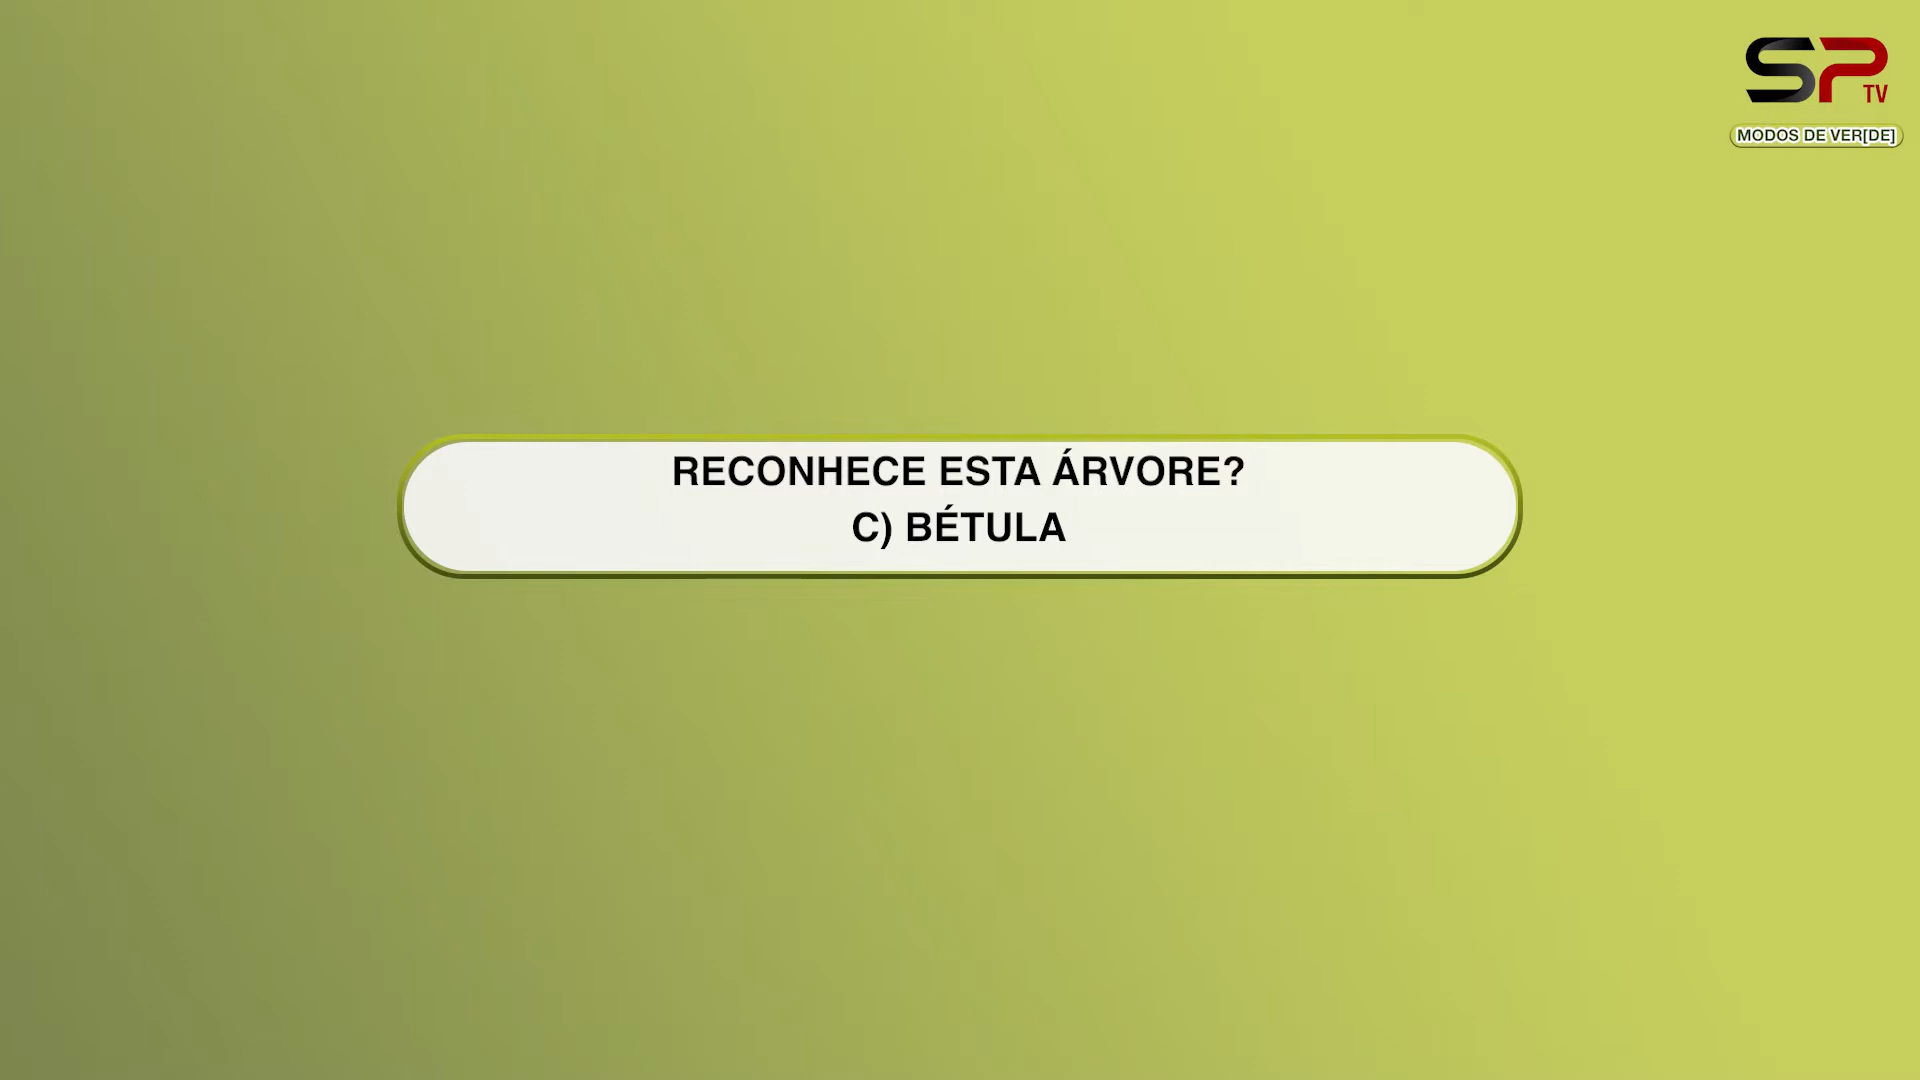 SP TV
MODOS DE VER[DE]
RECONHECE ESTA ÁRVORE?
C) BÉTULA